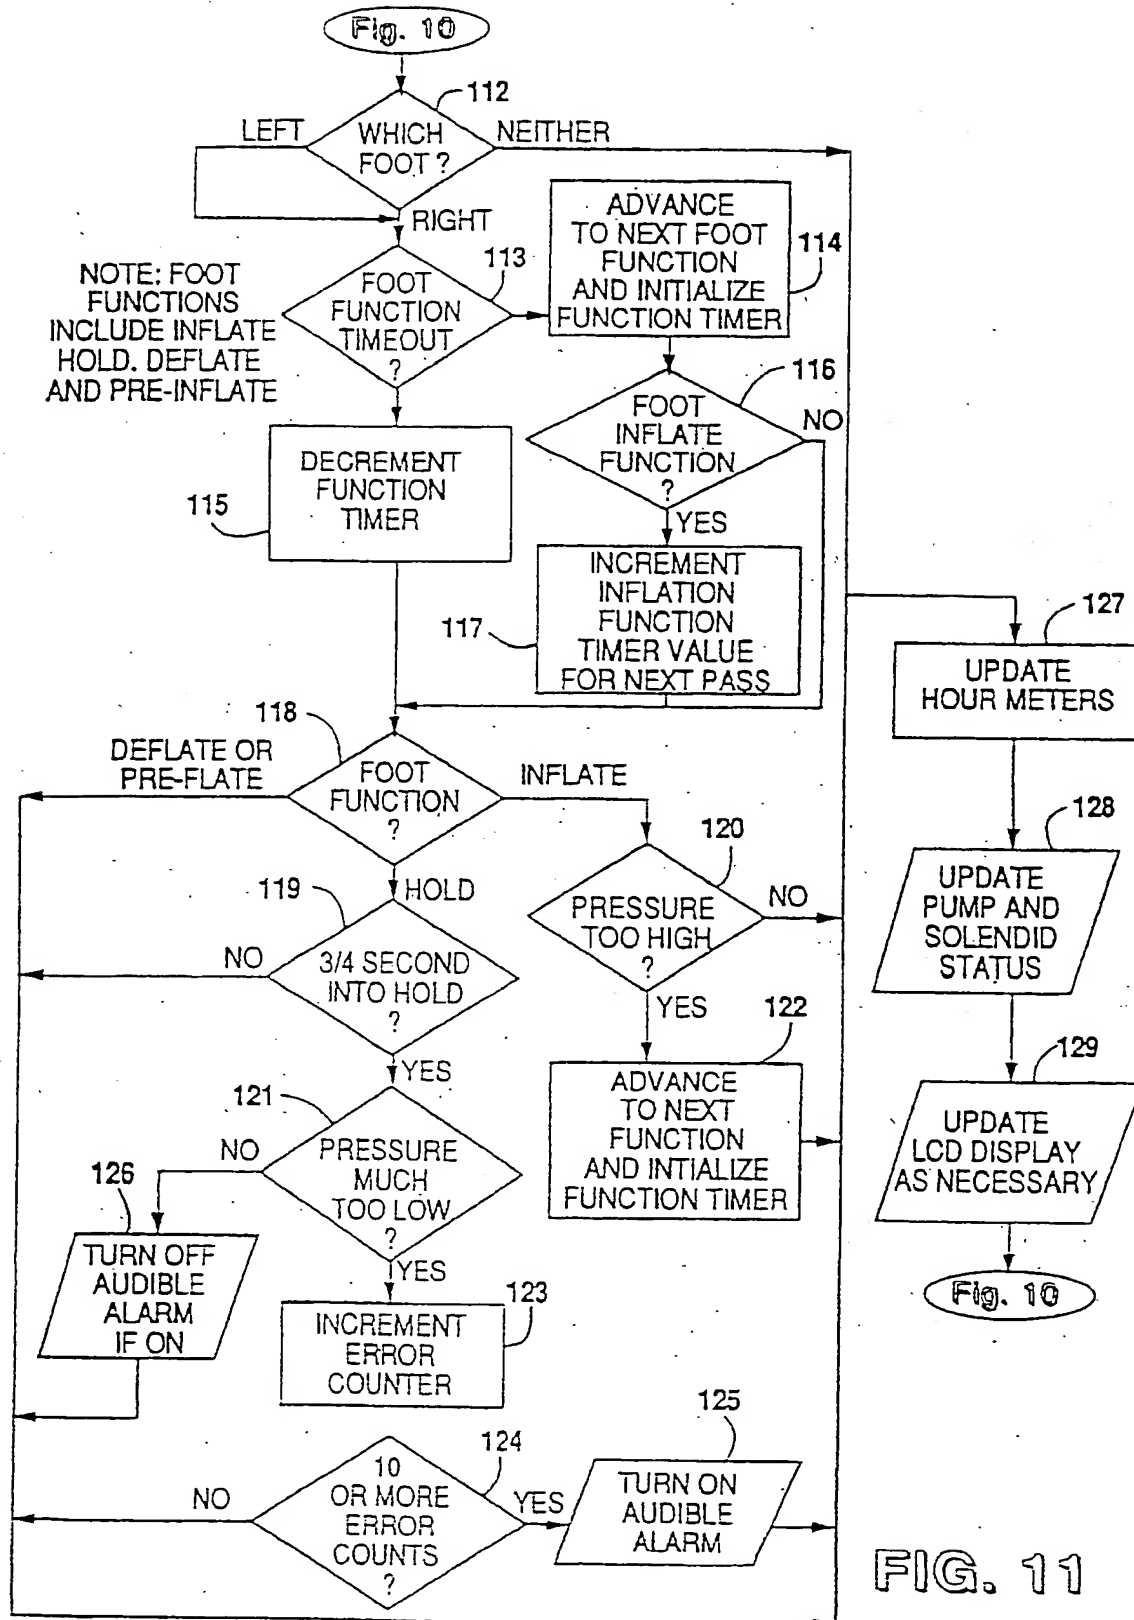 Fig. 10
112
LEFT
WHICH
FOOT ?
NEITHER
RIGHT
113
NOTE: FOOT
FUNCTIONS
INCLUDE INFLATE
HOLD. DEFLATE
AND PRE-INFLATE
FOOT
FUNCTION
TIMEOUT
?
ADVANCE
TO NEXT FOOT
FUNCTION
AND INITIALIZE
FUNCTION TIMER
114
116
FOOT
INFLATE
FUNCTION
?
NO
YES
DECREMENT
FUNCTION
TIMER
115
INCREMENT
INFLATION
FUNCTION
TIMER VALUE
FOR NEXT PASS
117
118
DEFLATE OR
PRE-FLATE
FOOT
FUNCTION
?
INFLATE
HOLD
119
NO
3/4 SECOND
INTO HOLD
?
YES
120
PRESSURE
TOO HIGH
?
NO
YES
122
ADVANCE
TO NEXT
FUNCTION
AND INTIALIZE
FUNCTION TIMER
121
NO
PRESSURE
MUCH
TOO LOW
?
YES
126
TURN OFF
AUDIBLE
ALARM
IF ON
123
INCREMENT
ERROR
COUNTER
124
NO
10
OR MORE
ERROR
COUNTS
?
YES
125
TURN ON
AUDIBLE
ALARM
127
UPDATE
HOUR METERS
128
UPDATE
PUMP AND
SOLENDID
STATUS
129
UPDATE
LCD DISPLAY
AS NECESSARY
Fig. 10
FIG. 11